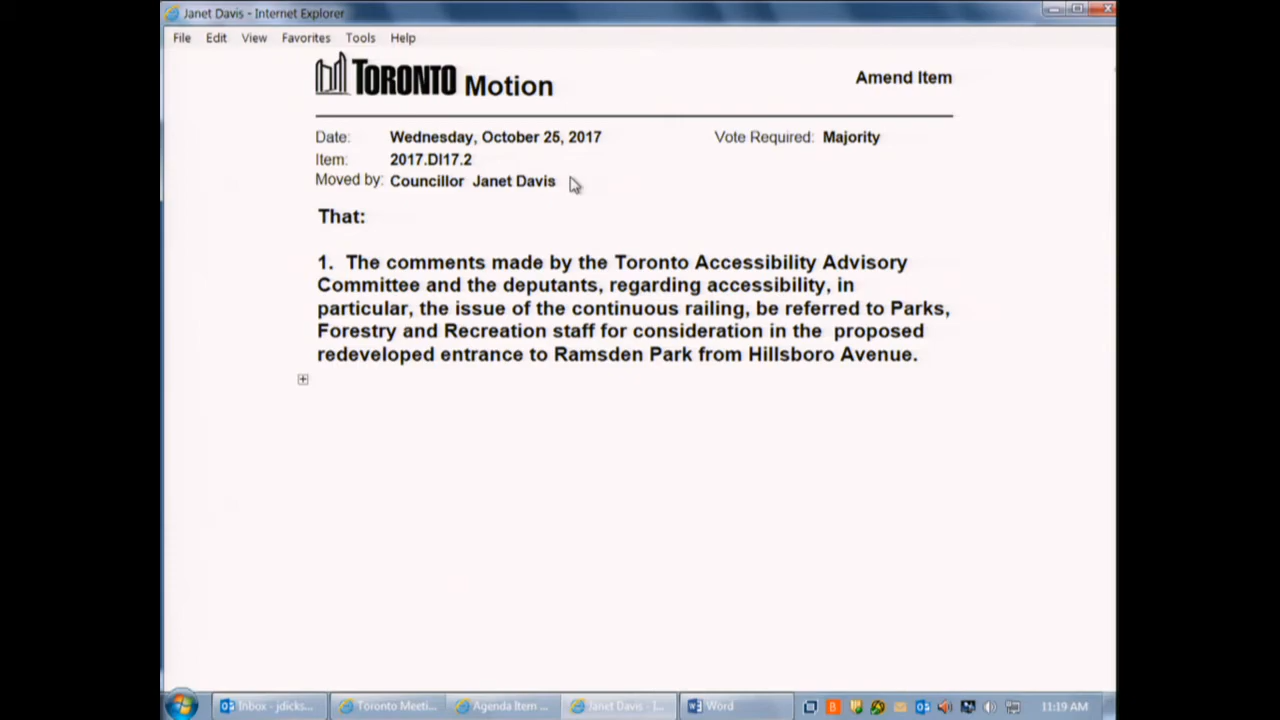 Janet Davis - Internet Explorer
File Edit View Favorites Tools Help
TORONTO Motion
Amend Item
Date: Wednesday, October 25, 2017
Vote Required: Majority
Item: 2017.DI17.2
Moved by: Councillor Janet Davis
That:
1. The comments made by the Toronto Accessibility Advisory
Committee and the deputants, regarding accessibility, in
particular, the issue of the continuous railing, be referred to Parks,
Forestry and Recreation staff for consideration in the proposed
redeveloped entrance to Ramsden Park from Hillsboro Avenue.
Inbox - jdicks... Toronto Meeti... Agenda Item ... Janet Davis - I... Word 11:19 AM